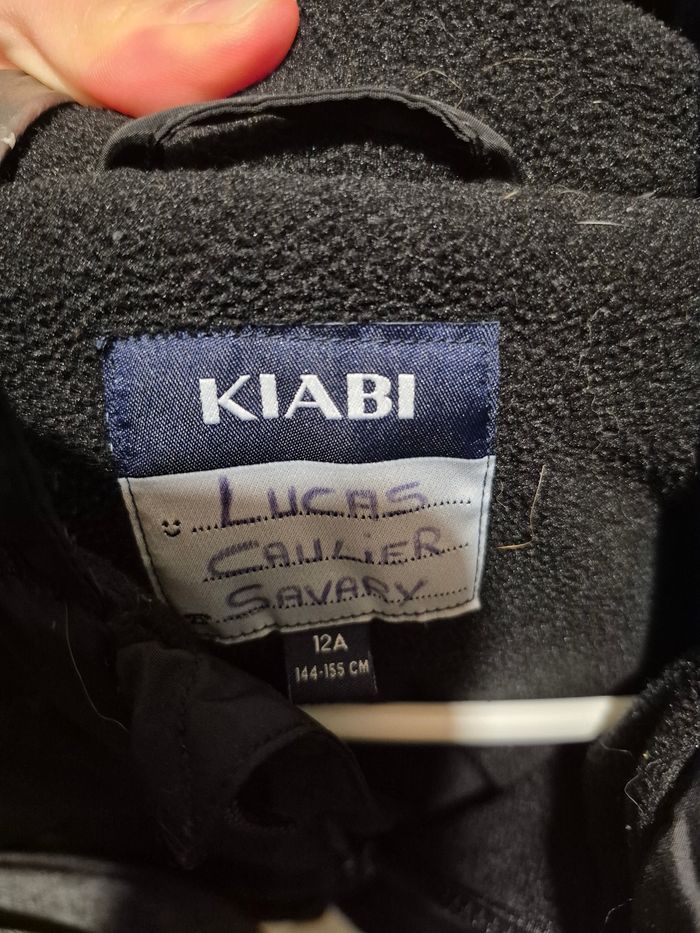 KIABI
LUCAS
CAULIER
SAVARY
12A
144-155 CM